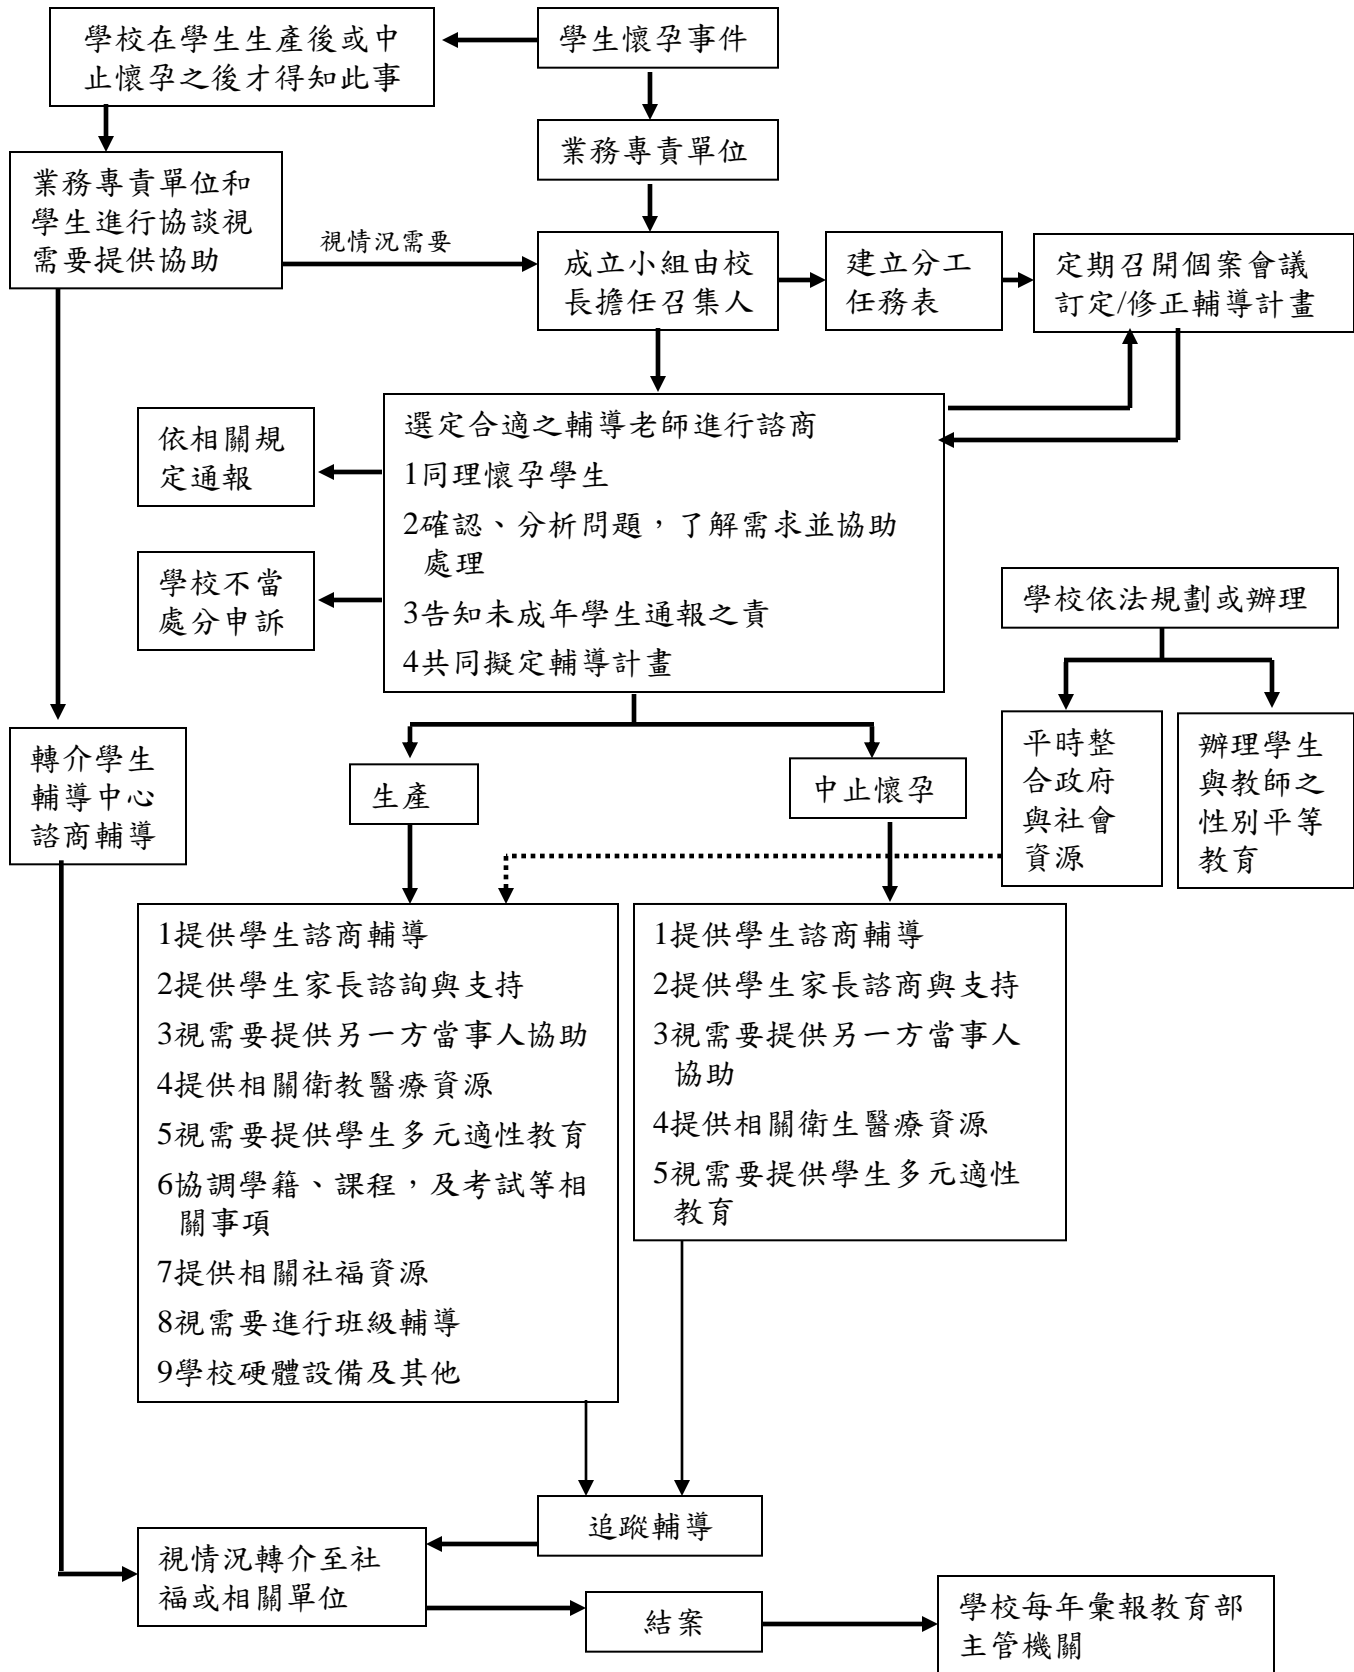 學校在學生生產後或中
止懷孕之後才得知此事
學生懷孕事件
業務專責單位
業務專責單位和
學生進行協談視
需要提供協助
視情況需要
成立小組由校
長擔任召集人
建立分工
任務表
定期召開個案會議
訂定/修正輔導計畫
依相關規
定通報
學校不當
處分申訴
選定合適之輔導老師進行諮商
1同理懷孕學生
2確認、分析問題，了解需求並協助
處理
3告知未成年學生通報之責
4共同擬定輔導計畫
學校依法規劃或辦理
平時整
合政府
與社會
資源
辦理學生
與教師之
性別平等
教育
轉介學生
輔導中心
諮商輔導
生產
中止懷孕
1提供學生諮商輔導
2提供學生家長諮詢與支持
3視需要提供另一方當事人協助
4提供相關衛教醫療資源
5視需要提供學生多元適性教育
6協調學籍、課程，及考試等相
關事項
7提供相關社福資源
8視需要進行班級輔導
9學校硬體設備及其他
1提供學生諮商輔導
2提供學生家長諮商與支持
3視需要提供另一方當事人
協助
4提供相關衛生醫療資源
5視需要提供學生多元適性
教育
追蹤輔導
視情況轉介至社
福或相關單位
結案
學校每年彙報教育部
主管機關